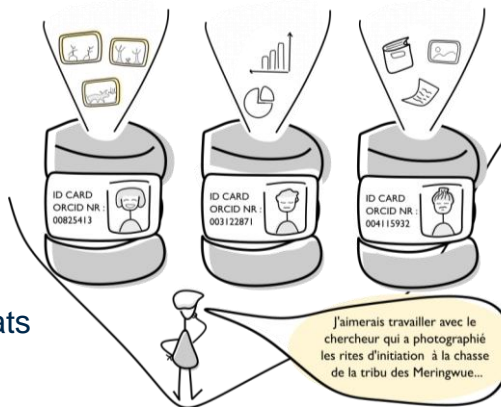 ID CARD
ORCID NR :
00825413
ID CARD
ORCID NR :
003122871
ID CARD
ORCID NR :
004115932
ats
J'aimerais travailler avec le
chercheur qui a photographié
les rites d'initiation à la chasse
de la tribu des Meringwue...